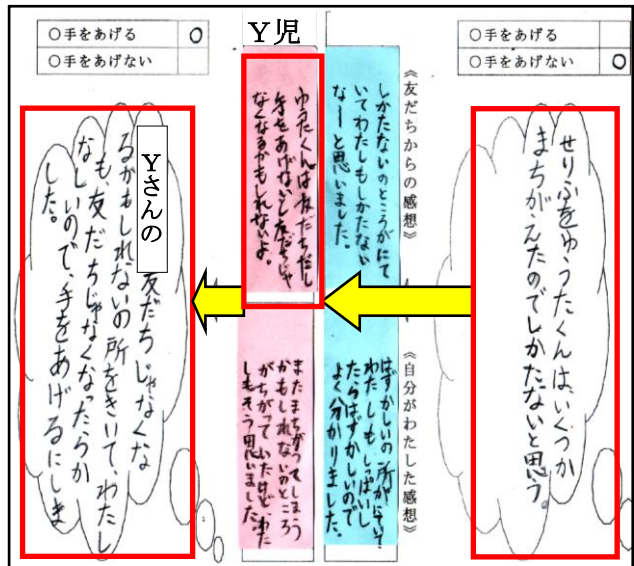 ○手をあげる
○手をあげない ○
せりふをゆうたくんは、いくつか
まちがえたのでしかたないと思う。
《友だちからの感想》
しかたないのところがにて
いてわたしもしかたない
なーと思いました。
Y児
ゆうたくんは友だちだし
手をあげないと友だちじゃ
なくなるかもしれないよ。
《自分がわたした感想》
はずかしいの所がにていて
わたしも、しっぱいし
たらはずかしいので
よく分かりました。
またまちがってしまう
かもしれないのところ
がちがっていたけど、わた
しもそう思いました。
○手をあげる ○
○手をあげない
Yさんの友だちじゃなくな
るかもしれないの所をきいて、わたし
も、友だちじゃなくなったらか
なしいので、手をあげるにしま
した。